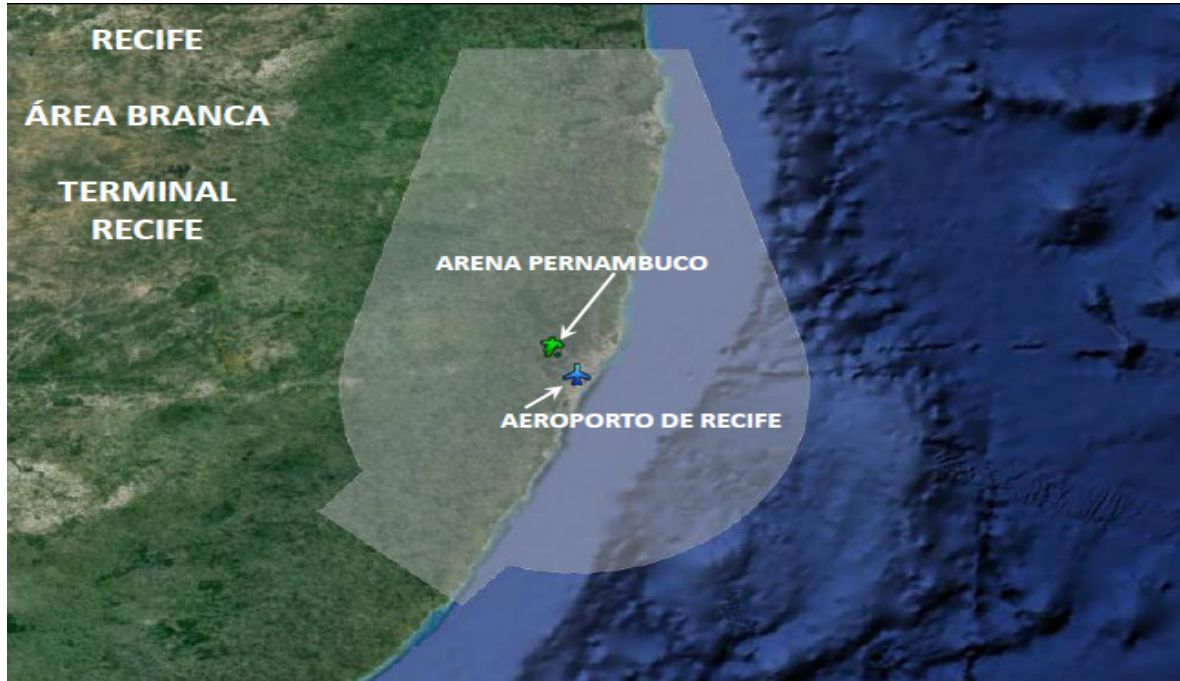 RECIFE
ÁREA BRANCA
TERMINAL
RECIFE
ARENA PERNAMBUCO
AEROPORTO DE RECIFE